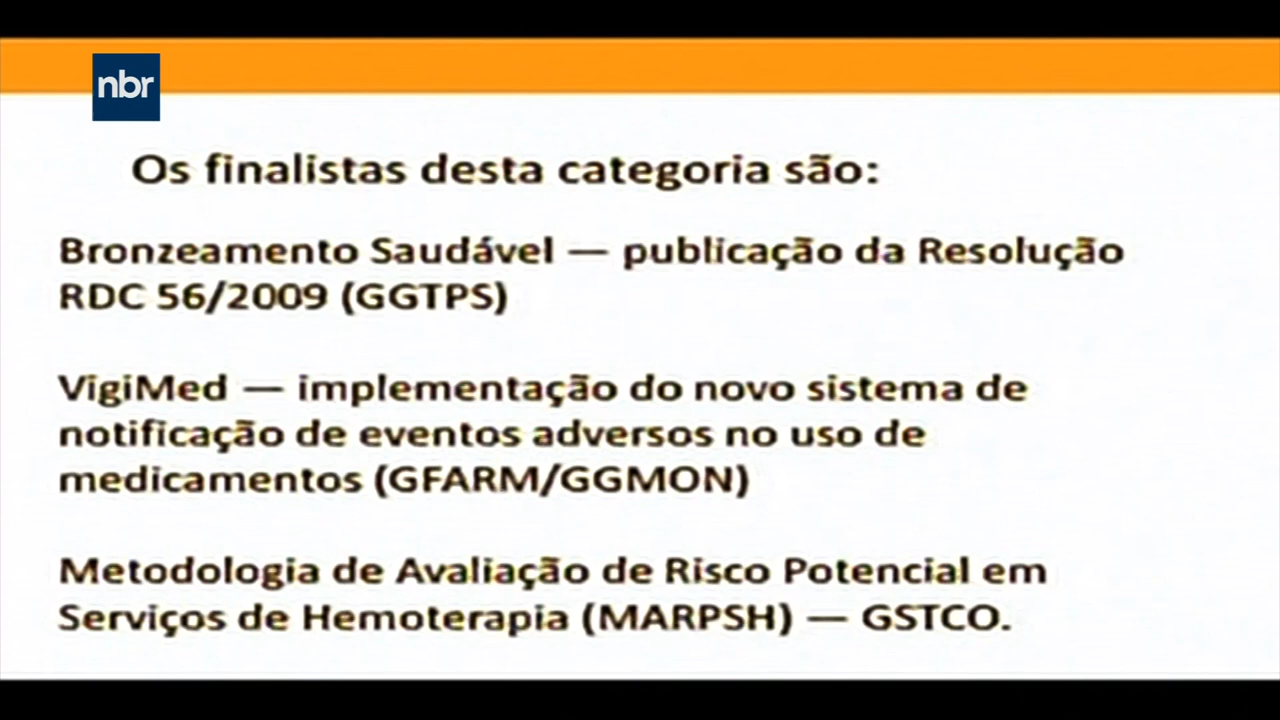 nbr
Os finalistas desta categoria são:
Bronzeamento Saudável — publicação da Resolução
RDC 56/2009 (GGTPS)
VigiMed — implementação do novo sistema de
notificação de eventos adversos no uso de
medicamentos (GFARM/GGMON)
Metodologia de Avaliação de Risco Potencial em
Serviços de Hemoterapia (MARPSH) — GSTCO.